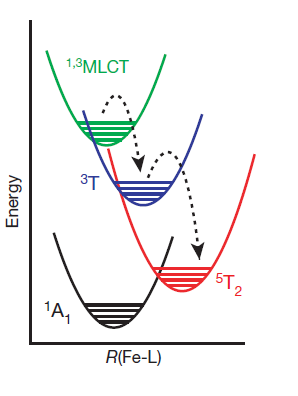 1,3MLCT
3T
5T2
1A1
Energy
R(Fe-L)